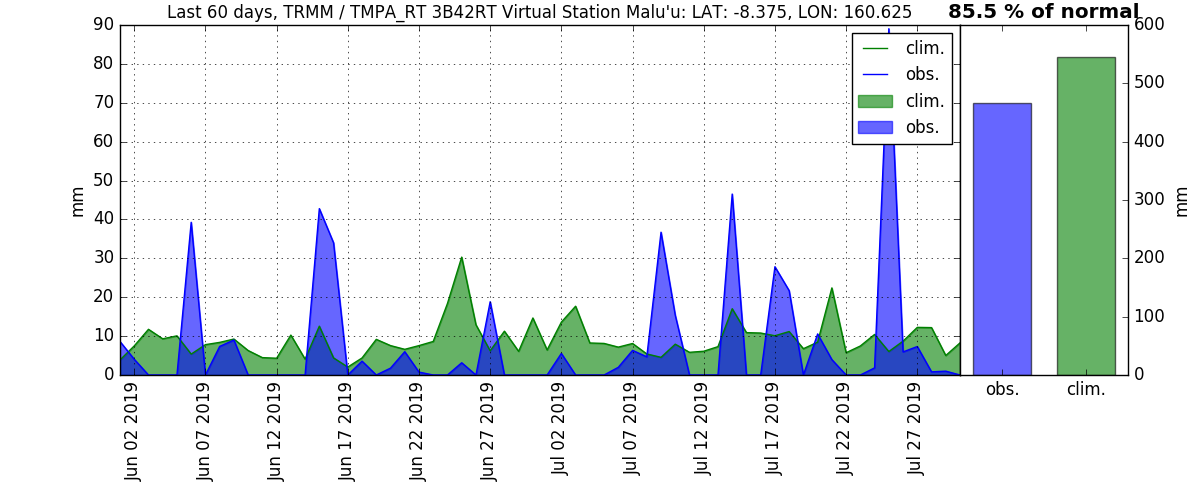 Last 60 days, TRMM / TMPA_RT 3B42RT Virtual Station Malu'u: LAT: -8.375, LON: 160.625
85.5 % of normal
90
80
70
60
50
40
30
20
10
0
mm
clim.
obs.
clim.
obs.
600
500
400
300
200
100
0
mm
obs.
clim.
Jun 02 2019
Jun 07 2019
Jun 12 2019
Jun 17 2019
Jun 22 2019
Jun 27 2019
Jul 02 2019
Jul 07 2019
Jul 12 2019
Jul 17 2019
Jul 22 2019
Jul 27 2019